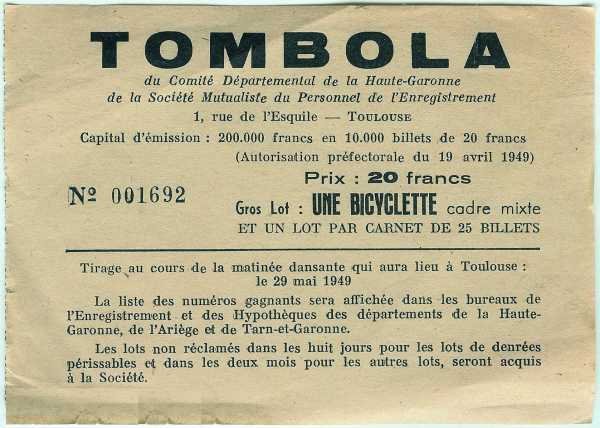 TOMBOLA
du Comité Départemental de la Haute-Garonne
de la Société Mutualiste du Personnel de l'Enregistrement
1, rue de l'Esquile — TOULOUSE
Capital d'émission : 200.000 francs en 10.000 billets de 20 francs
(Autorisation préfectorale du 19 avril 1949)
Prix : 20 francs
Nº 001692
Gros Lot : UNE BICYCLETTE cadre mixte
ET UN LOT PAR CARNET DE 25 BILLETS
Tirage au cours de la matinée dansante qui aura lieu à Toulouse :
le 29 mai 1949
La liste des numéros gagnants sera affichée dans les bureaux de
l'Enregistrement et des Hypothèques des départements de la Haute-
Garonne, de l'Ariège et de Tarn-et-Garonne.
Les lots non réclamés dans les huit jours pour les lots de denrées
périssables et dans les deux mois pour les autres lots, seront acquis
à la Société.